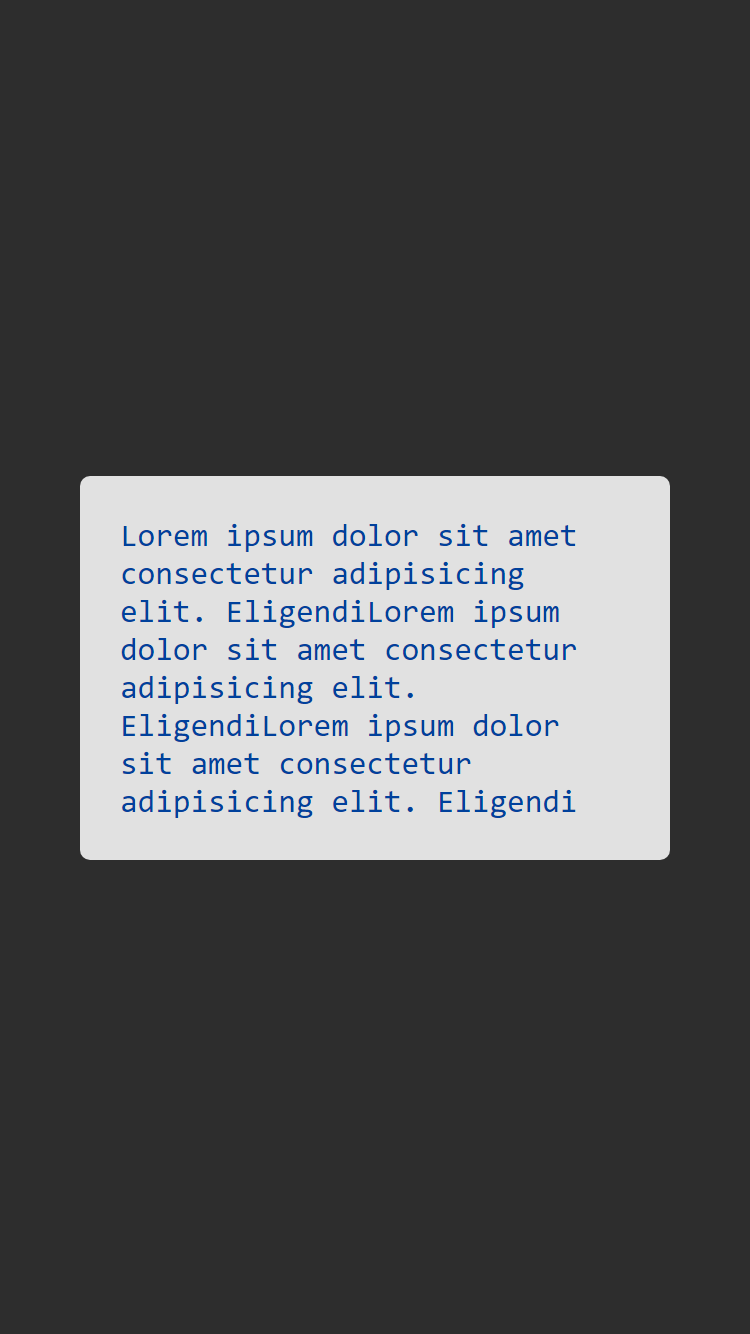 Lorem ipsum dolor sit amet
consectetur adipisicing
elit. EligendiLorem ipsum
dolor sit amet consectetur
adipisicing elit.
EligendiLorem ipsum dolor
sit amet consectetur
adipisicing elit. Eligendi